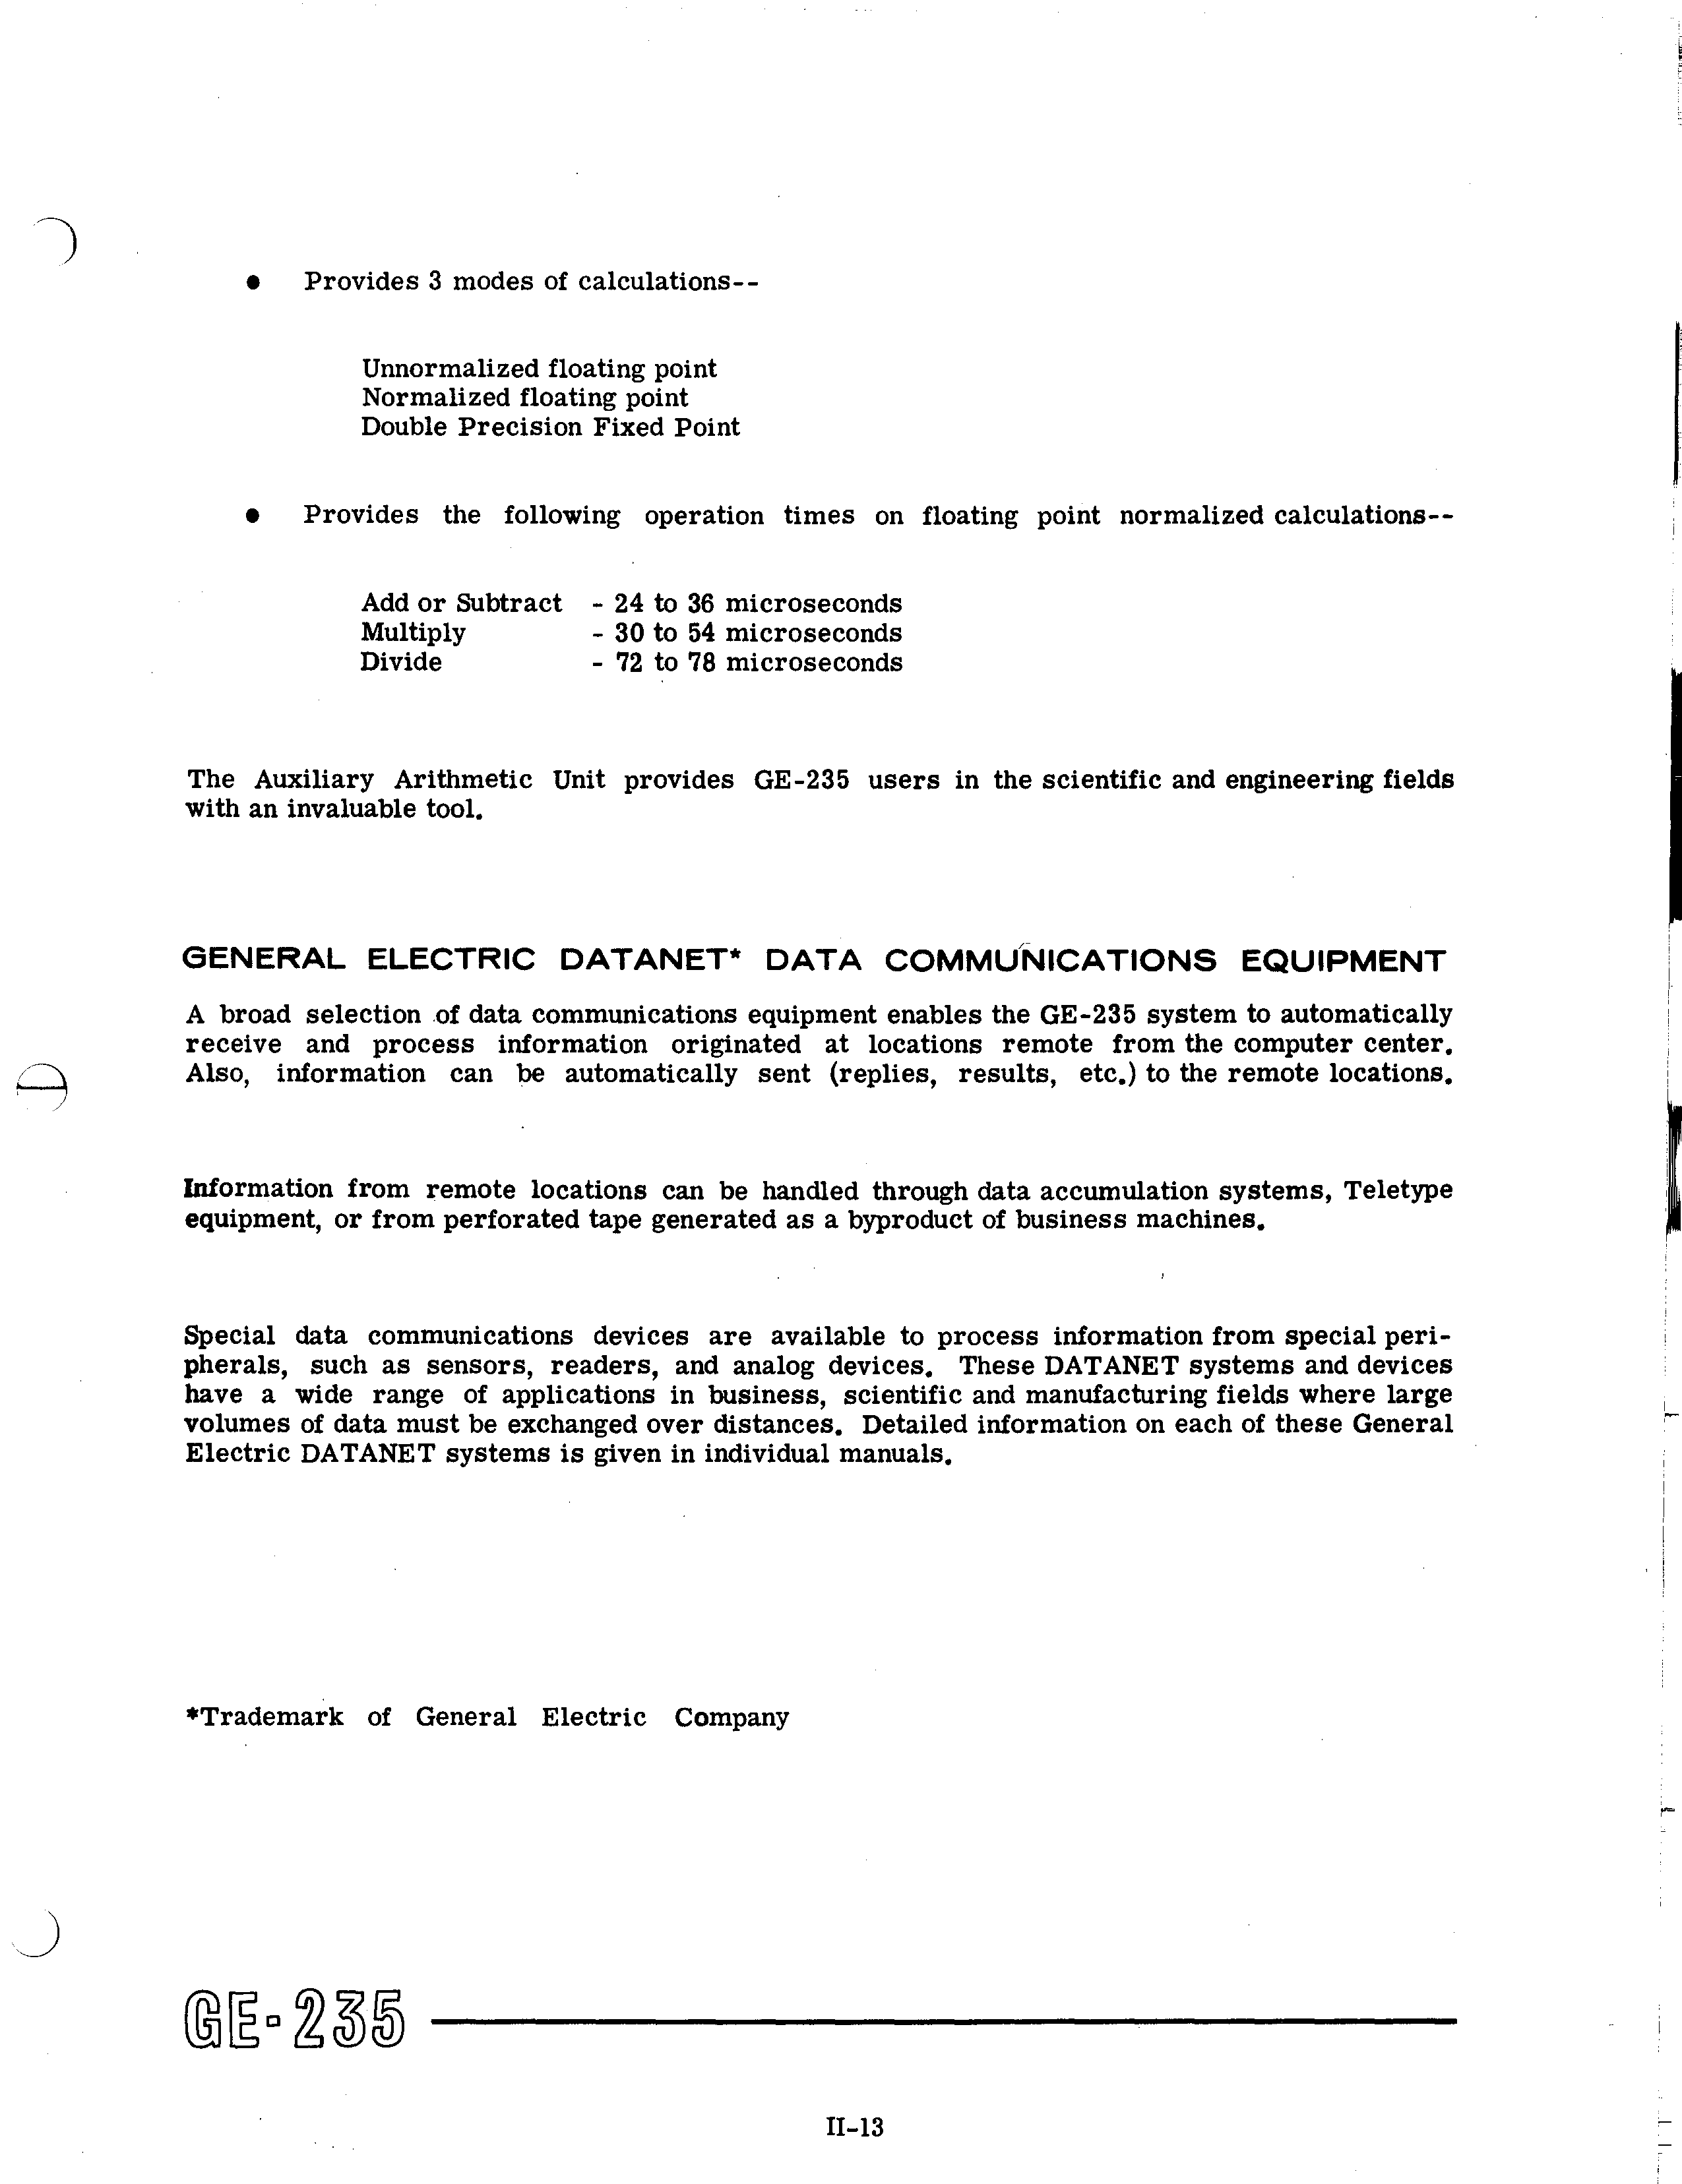 ● Provides 3 modes of calculations--
Unnormalized floating point
Normalized floating point
Double Precision Fixed Point
● Provides the following operation times on floating point normalized calculations--
Add or Subtract - 24 to 36 microseconds
Multiply - 30 to 54 microseconds
Divide - 72 to 78 microseconds
The Auxiliary Arithmetic Unit provides GE-235 users in the scientific and engineering fields
with an invaluable tool.
GENERAL ELECTRIC DATANET* DATA COMMUNICATIONS EQUIPMENT
A broad selection of data communications equipment enables the GE-235 system to automatically
receive and process information originated at locations remote from the computer center.
Also, information can be automatically sent (replies, results, etc.) to the remote locations.
Information from remote locations can be handled through data accumulation systems, Teletype
equipment, or from perforated tape generated as a byproduct of business machines.
Special data communications devices are available to process information from special peri-
pherals, such as sensors, readers, and analog devices. These DATANET systems and devices
have a wide range of applications in business, scientific and manufacturing fields where large
volumes of data must be exchanged over distances. Detailed information on each of these General
Electric DATANET systems is given in individual manuals.
*Trademark of General Electric Company
GE-235
II-13